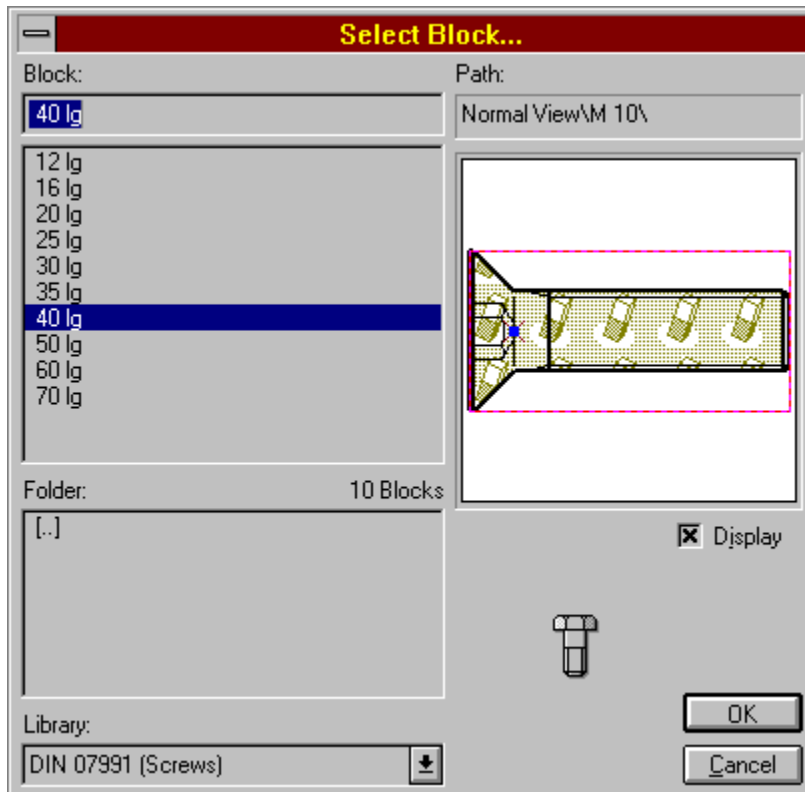 Select Block...
Block:
Path:
40 lg
Normal View\M 10\
12 lg
16 lg
20 lg
25 lg
30 lg
35 lg
40 lg
50 lg
60 lg
70 lg
Folder:
10 Blocks
[..]
Display
Library:
OK
DIN 07991 (Screws)
Cancel